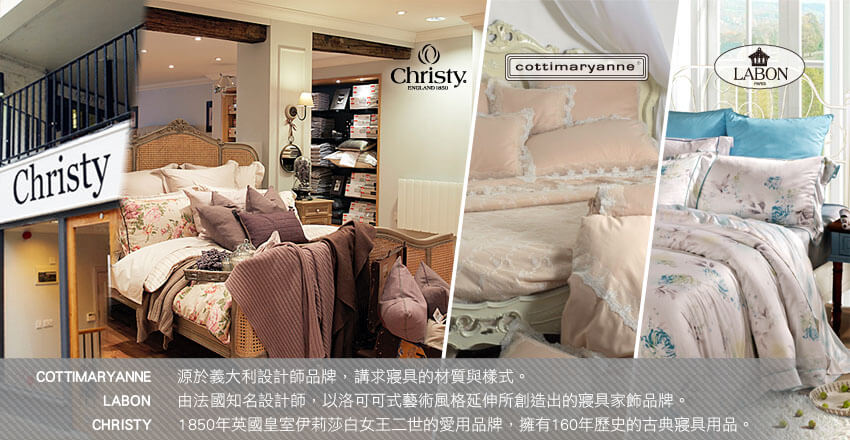 Christy
Christy
ENGLAND 1850
cottimaryanne
LABON
PARIS
COTTIMARYANNE 源於義大利設計師品牌，講求寢具的材質與樣式。
LABON 由法國知名設計師，以洛可可式藝術風格延伸所創造出的寢具家飾品牌。
CHRISTY 1850年英國皇室伊莉莎白女王二世的愛用品牌，擁有160年歷史的古典寢具用品。